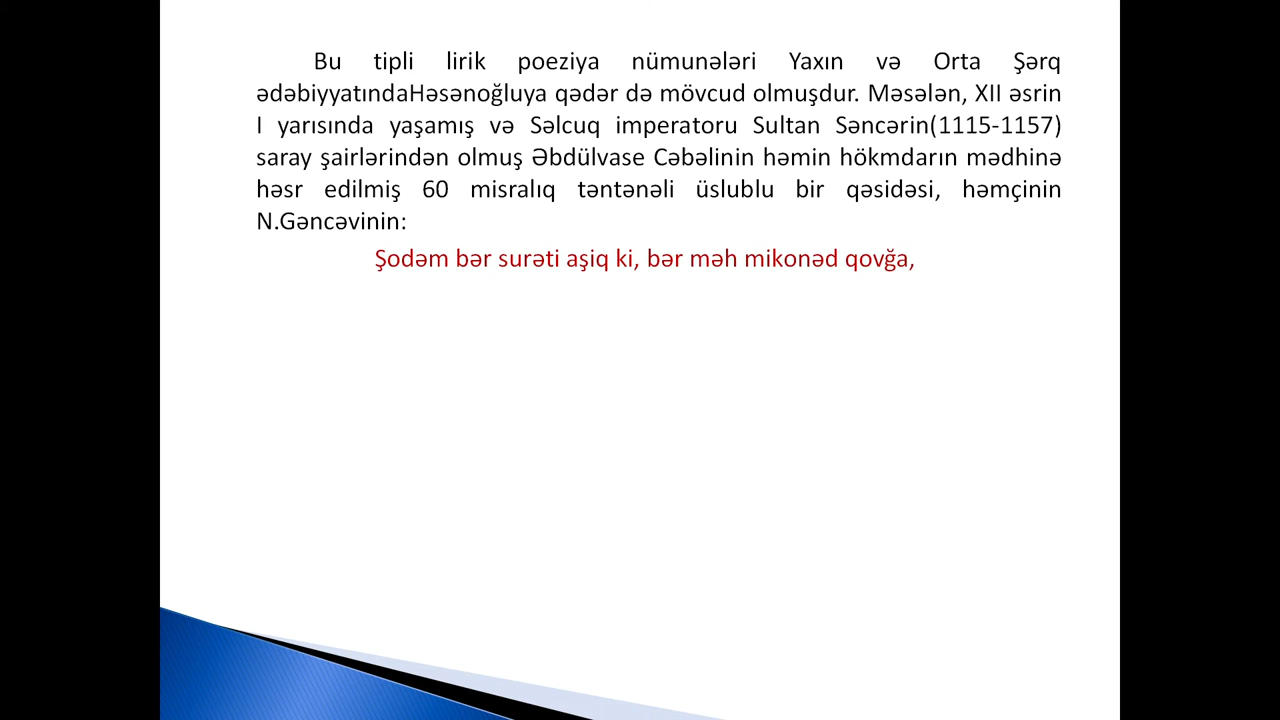 Bu tipli lirik poeziya nümunələri Yaxın və Orta Şərq
ədəbiyyatındaHəsənoğluya qədər də mövcud olmuşdur. Məsələn, XII əsrin
I yarısında yaşamış və Səlcuq imperatoru Sultan Səncərin(1115-1157)
saray şairlərindən olmuş Əbdülvase Cəbəlinin həmin hökmdarın mədhinə
həsr edilmiş 60 misralıq təntənəli üslublu bir qəsidəsi, həmçinin
N.Gəncəvinin:
Şodəm bər surəti aşiq ki, bər məh mikonəd qovğa,